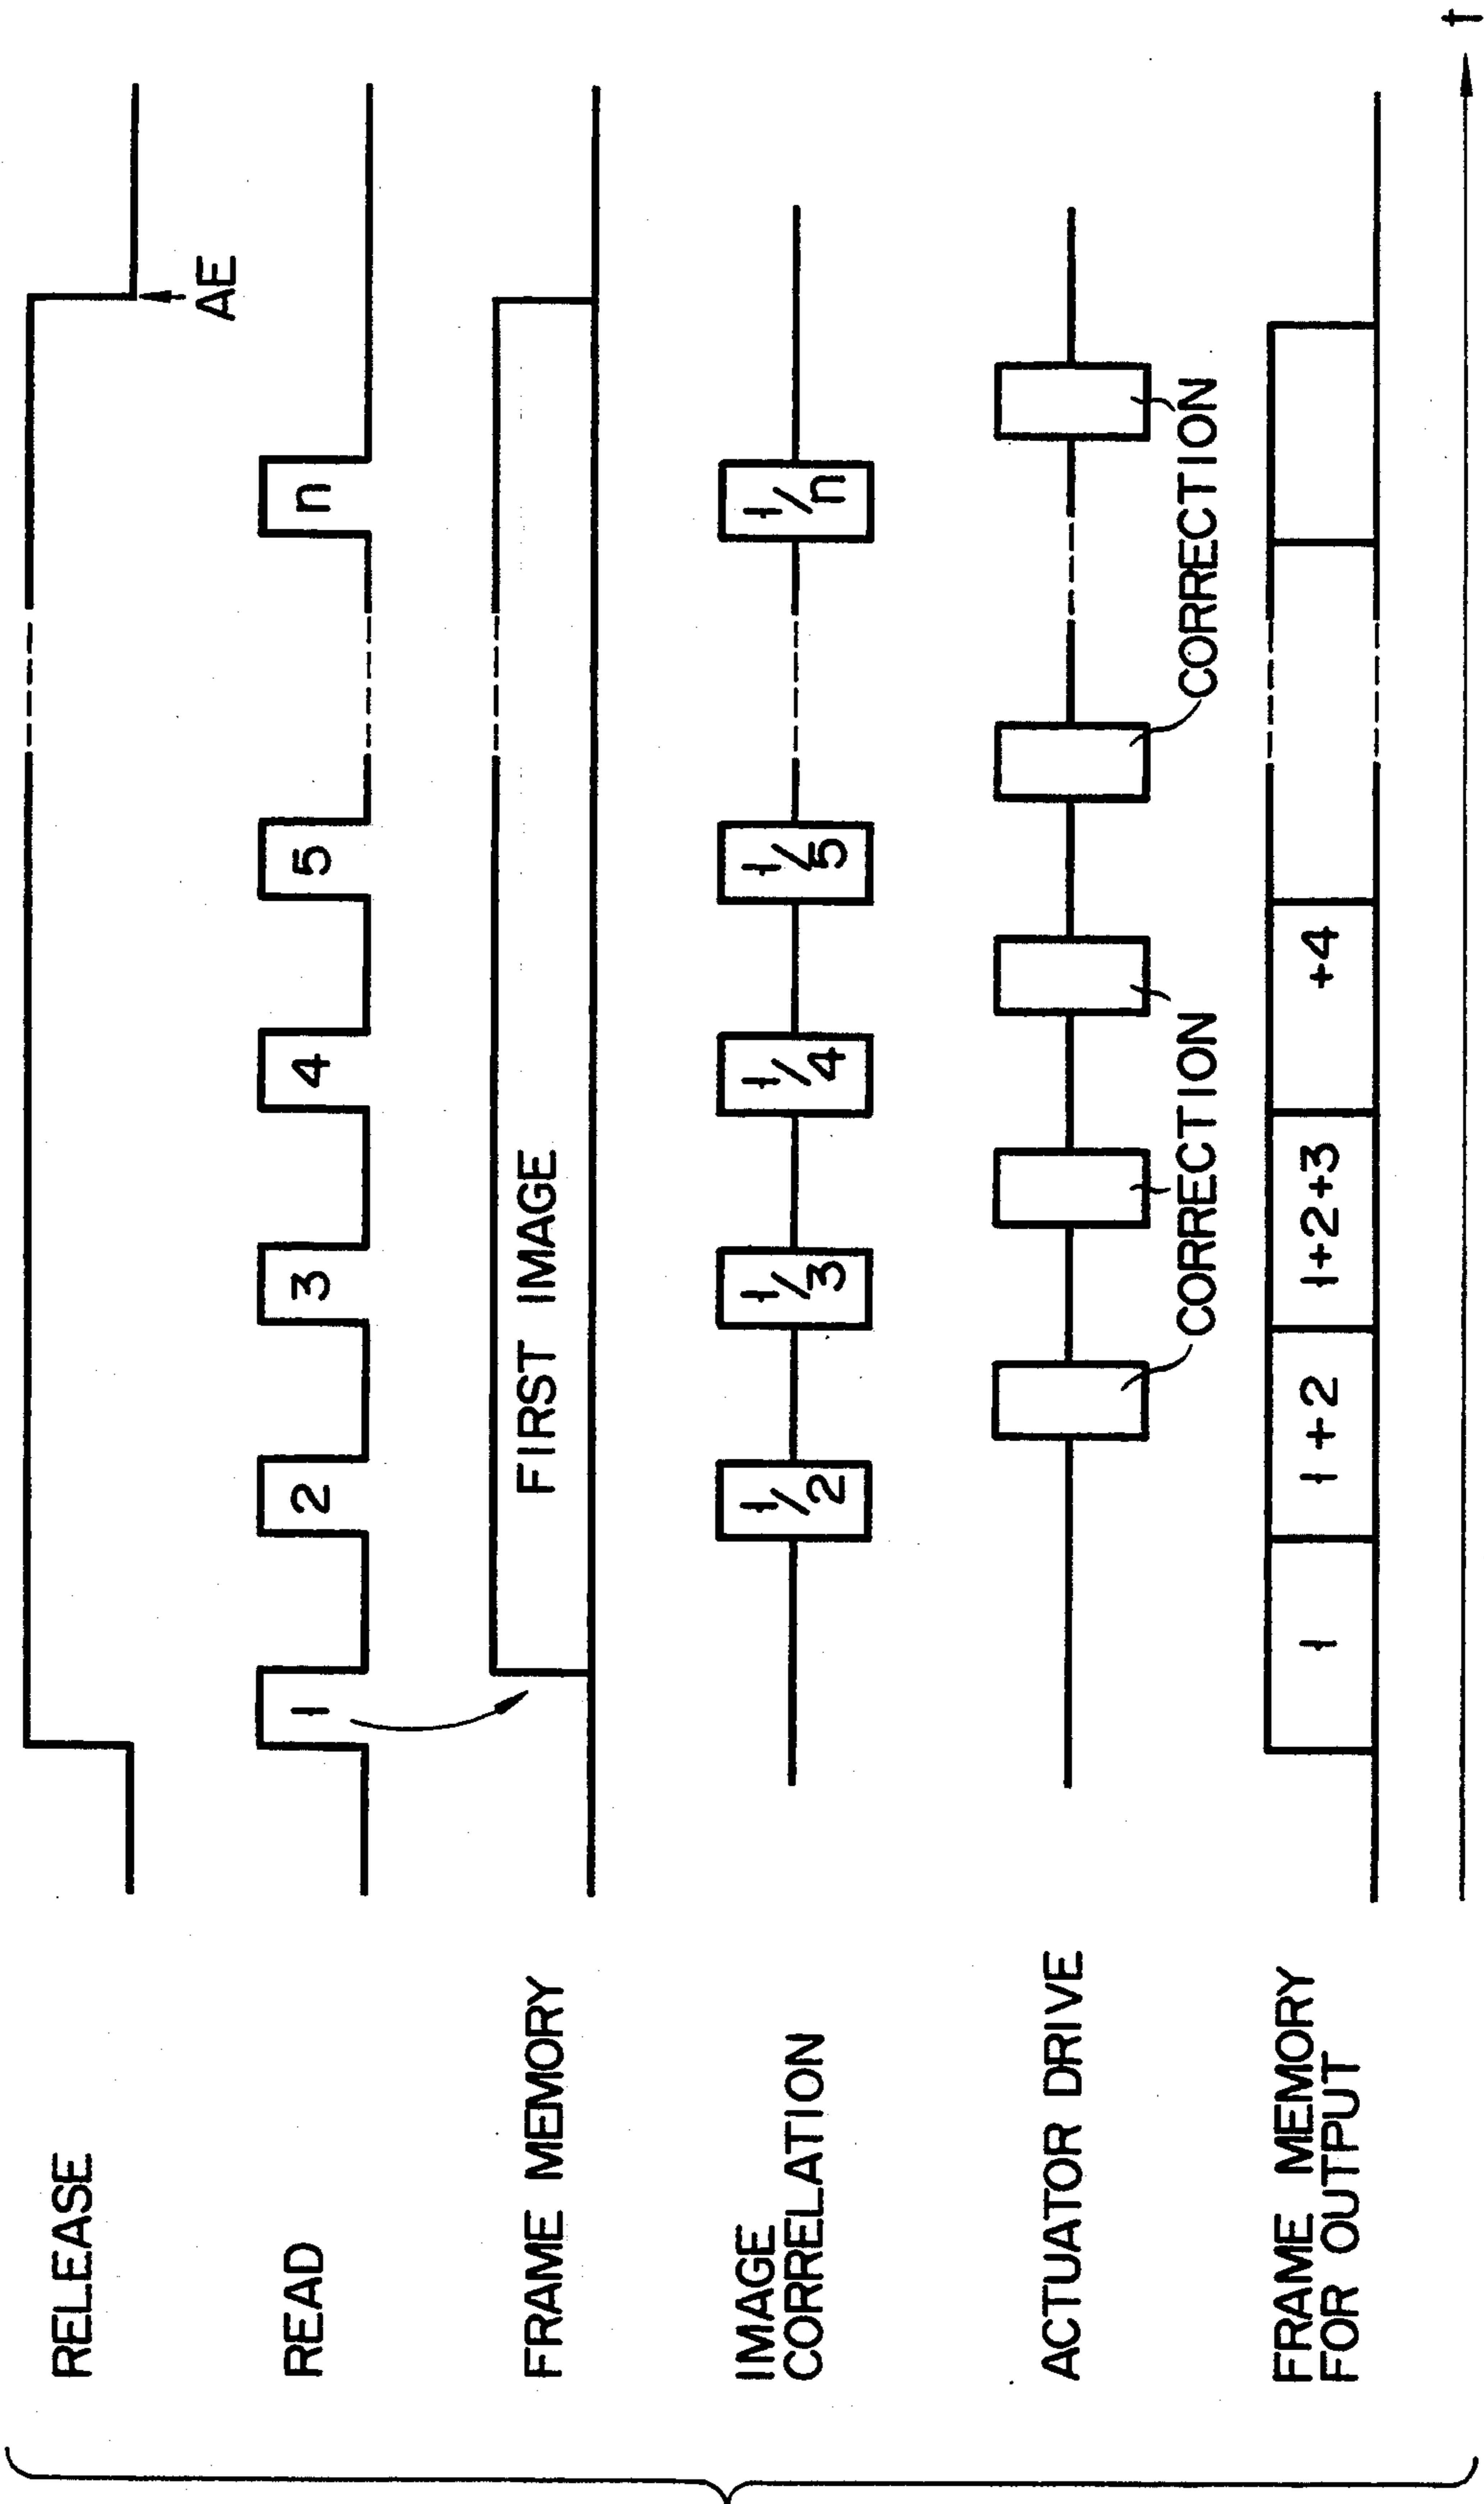 RELEASE
AE
READ
1 2 3 4 5 n
FRAME MEMORY
FIRST IMAGE
IMAGE
CORRELATION
1/2 1/3 1/4 1/5 1/n
ACTUATOR DRIVE
CORRECTION CORRECTION
FRAME MEMORY
FOR OUTPUT
1 1+2 1+2+3 +4
t